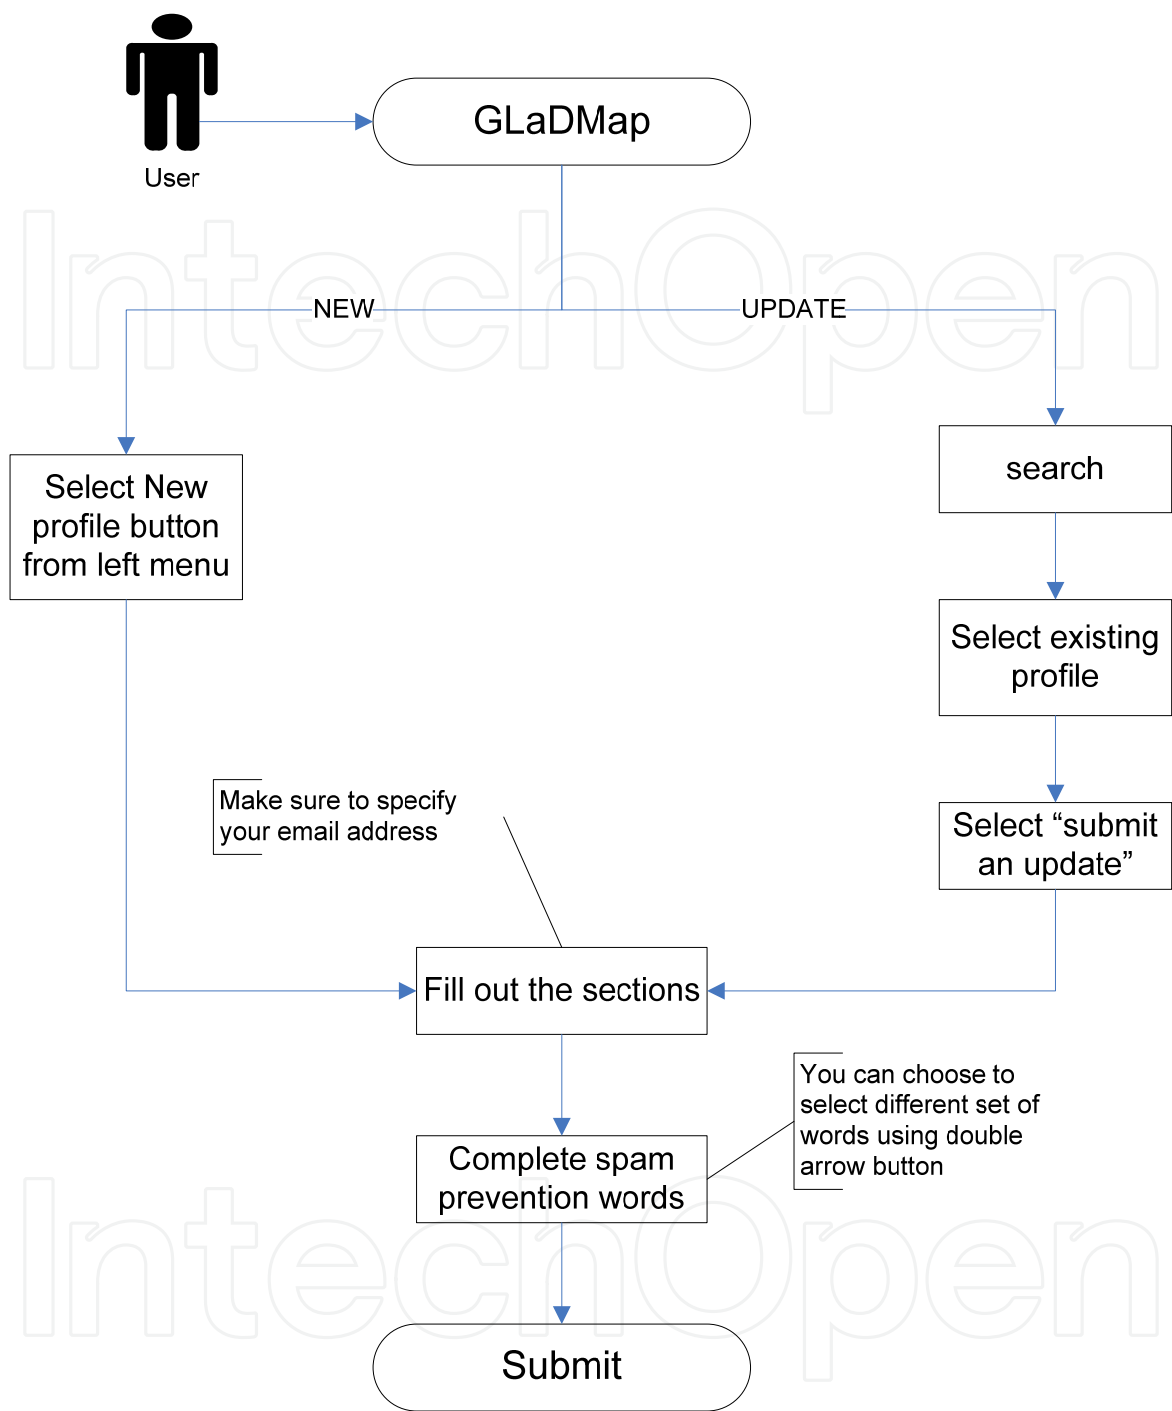 GLaDMap
User
IntechOpen
NEW
UPDATE
Select New
profile button
from left menu
search
Select existing
profile
Make sure to specify
your email address
Select “submit
an update”
Fill out the sections
You can choose to
select different set of
words using double
arrow button
Complete spam
prevention words
IntechOpen
Submit